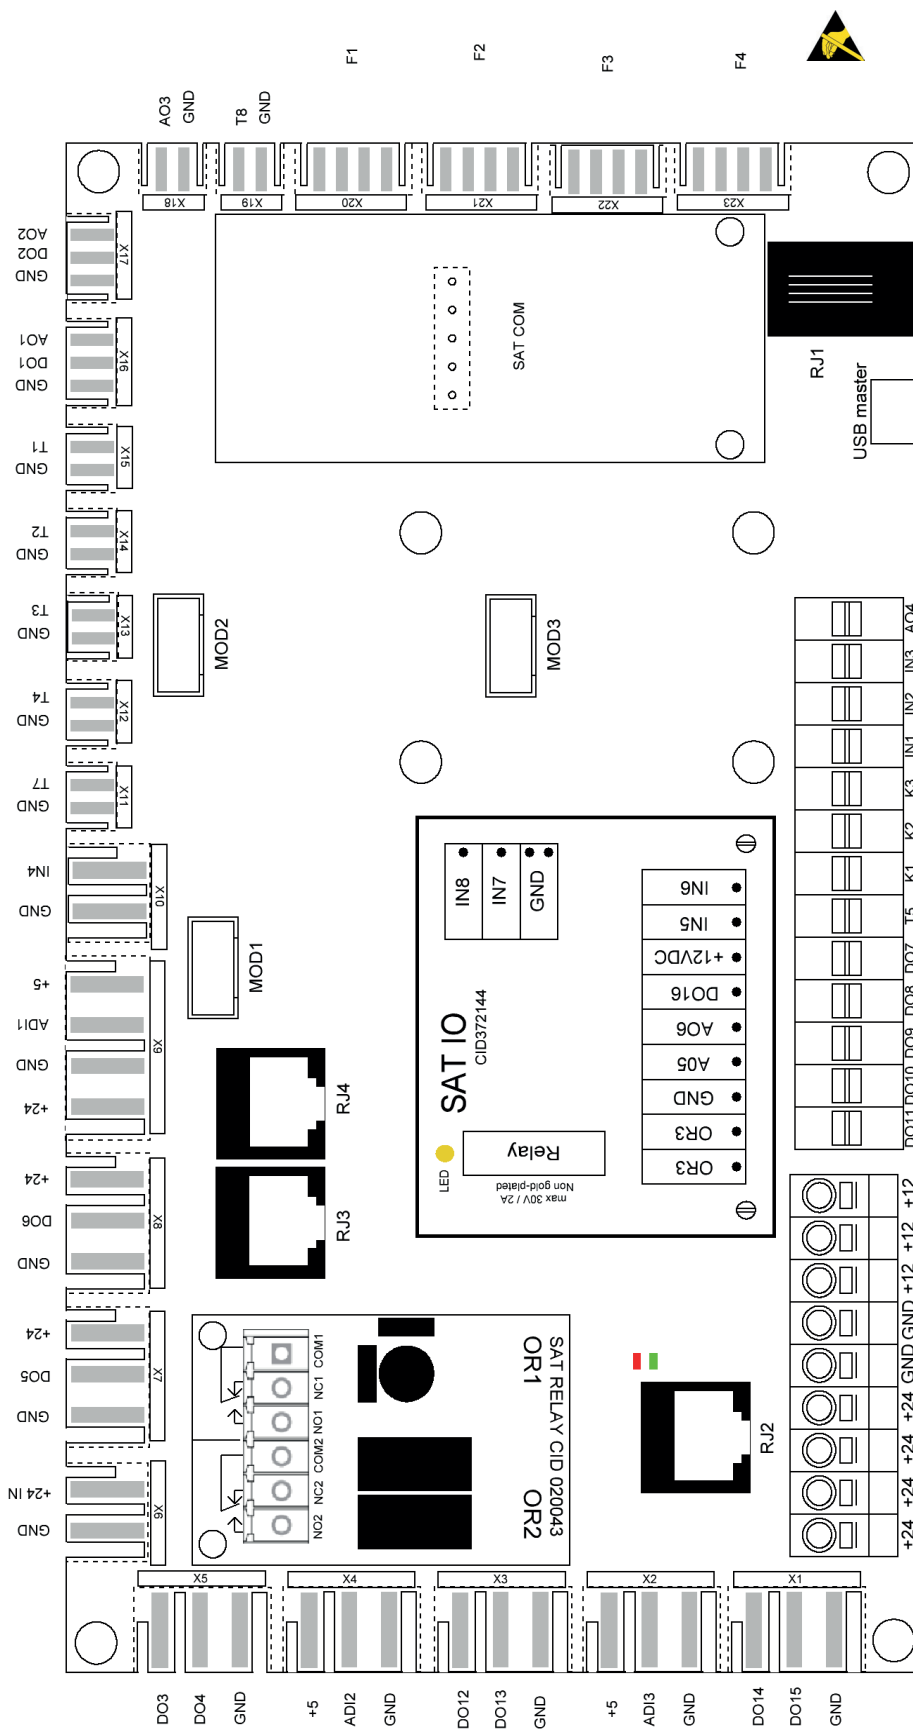 F1
F2
F3
F4
AO3
GND
T8
GND
X18
X19
X20
X21
X22
X23
AO2
DO2
GND
X17
AO1
DO1
GND
X16
T1
GND
X15
T2
GND
X14
T3
GND
X13
T4
GND
X12
T7
GND
X11
IN4
GND
X10
+5
ADI1
GND
+24
X9
+24
DO6
GND
X8
+24
DO5
GND
X7
+24 IN
GND
X6
SAT COM
RJ1
USB master
MOD2
MOD3
MOD1
RJ4
RJ3
SAT IO
CID372144
LED
Relay
Non gold-plated
max 30V / 2A
IN8
IN7
GND
IN6
IN5
+12VDC
DO16
AO6
A05
GND
OR3
OR3
AO4
IN3
IN2
IN1
K3
K2
K1
T5
DO7
DO8
DO9
DO10
DO11
+12
+12
+12
GND
GND
+24
+24
+24
+24
COM1
NC1
NO1
COM2
NC2
NO2
OR1
OR2
SAT RELAY CID 020043
RJ2
X5
X4
X3
X2
X1
DO3
DO4
GND
+5
ADI2
GND
DO12
DO13
GND
+5
ADI3
GND
DO14
DO15
GND